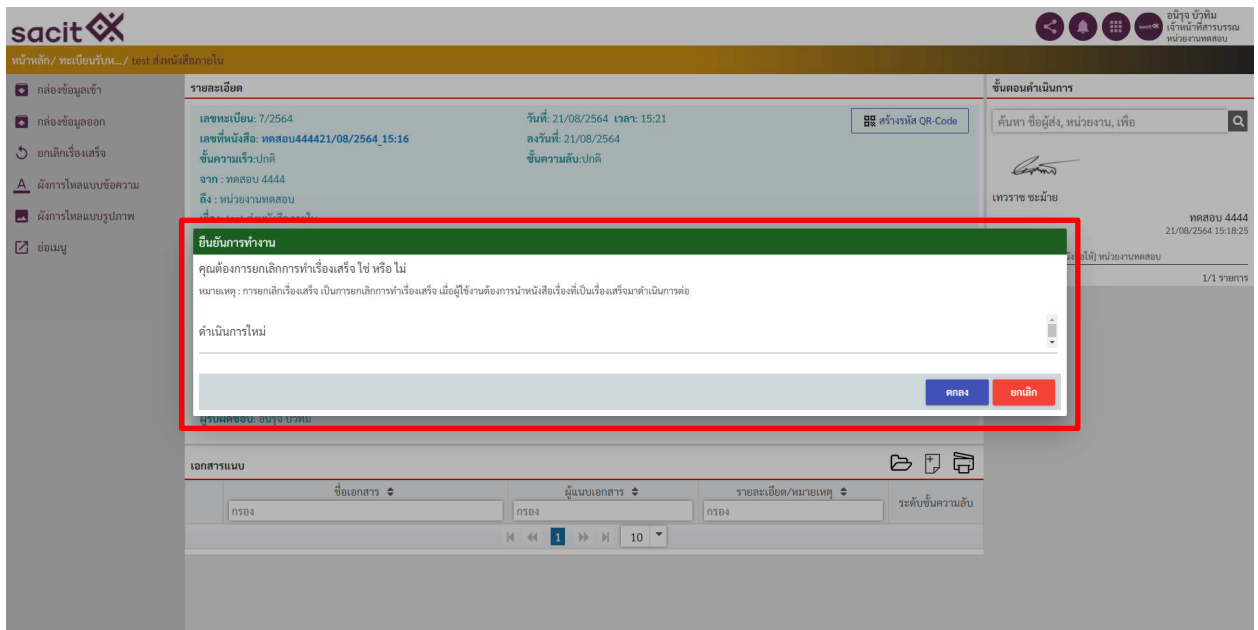 sacit
อนิรุจ บัวทิม
เจ้าหน้าที่สารบรรณ
หน่วยงานทดสอบ
หน้าหลัก/ ทะเบียนรับห.../ test ส่งหนังสือภายใน
กล่องข้อมูลเข้า
กล่องข้อมูลออก
ยกเลิกเรื่องเสร็จ
ผังการไหลแบบข้อความ
ผังการไหลแบบรูปภาพ
ย่อเมนู
รายละเอียด
เลขทะเบียน: 7/2564
วันที่: 21/08/2564 เวลา: 15:21
สร้างรหัส QR-Code
เลขที่หนังสือ: ทดสอบ444421/08/2564_15:16
ลงวันที่: 21/08/2564
ชั้นความเร็ว:ปกติ
ชั้นความลับ:ปกติ
จาก : ทดสอบ 4444
ถึง : หน่วยงานทดสอบ
ขั้นตอนดำเนินการ
ค้นหา ชื่อผู้ส่ง, หน่วยงาน, เพื่อ
เทวราช ชะม้าย
ทดสอบ 4444
21/08/2564 15:18:25
หน่วยงานทดสอบ
1/1 รายการ
ยืนยันการทำงาน
คุณต้องการยกเลิกการทำเรื่องเสร็จ ใช่ หรือ ไม่
หมายเหตุ : การยกเลิกเรื่องเสร็จ เป็นการยกเลิกการทำเรื่องเสร็จ เมื่อผู้ใช้งานต้องการนำหนังสือเรื่องที่เป็นเรื่องเสร็จมาดำเนินการต่อ
ดำเนินการใหม่
ตกลง
ยกเลิก
ผู้รับผิดชอบ: อนิรุจ บัวทิม
เอกสารแนบ
ชื่อเอกสาร
ผู้แนบเอกสาร
รายละเอียด/หมายเหตุ
ระดับชั้นความลับ
กรอง
กรอง
กรอง
1
10